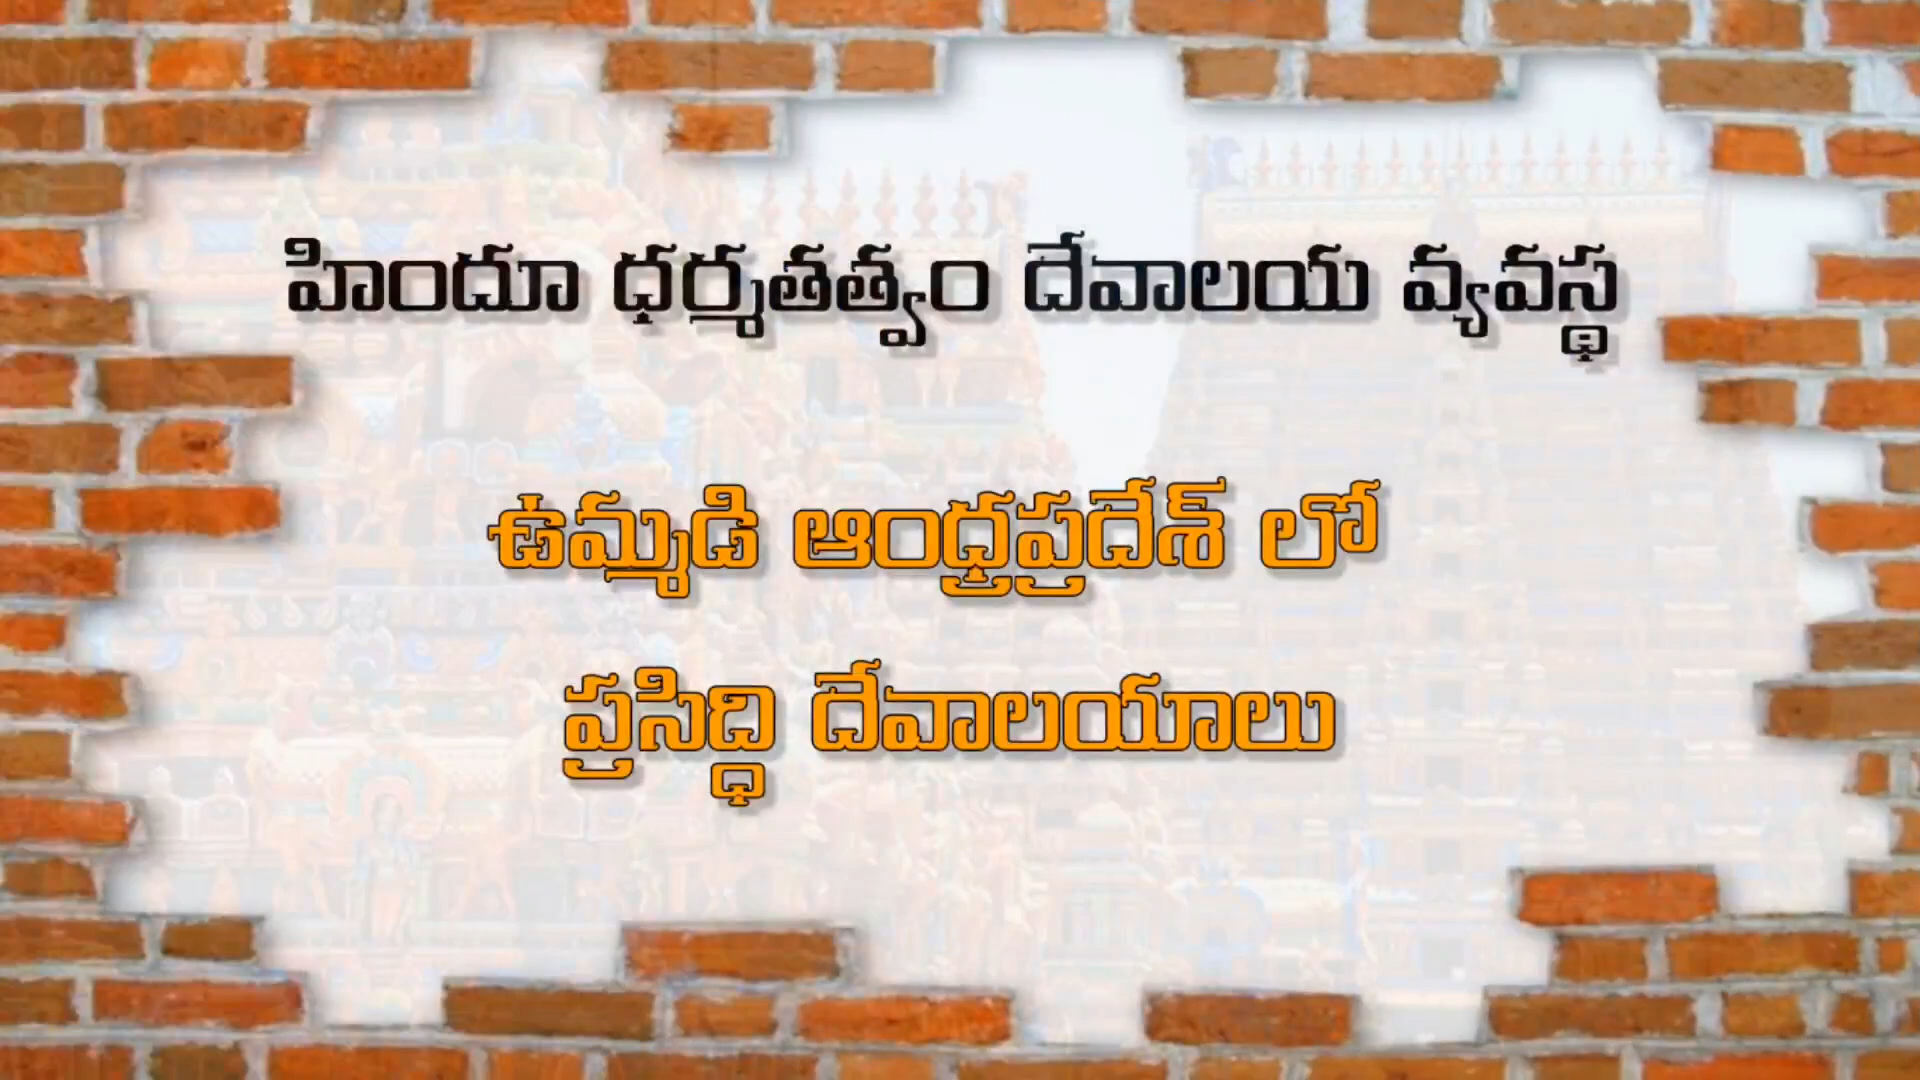 హిందూ ధర్మతత్వం దేవాలయ వ్యవస్థ
ఉమ్మడి ఆంధ్రప్రదేశ్ లో
ప్రసిద్ధి దేవాలయాలు